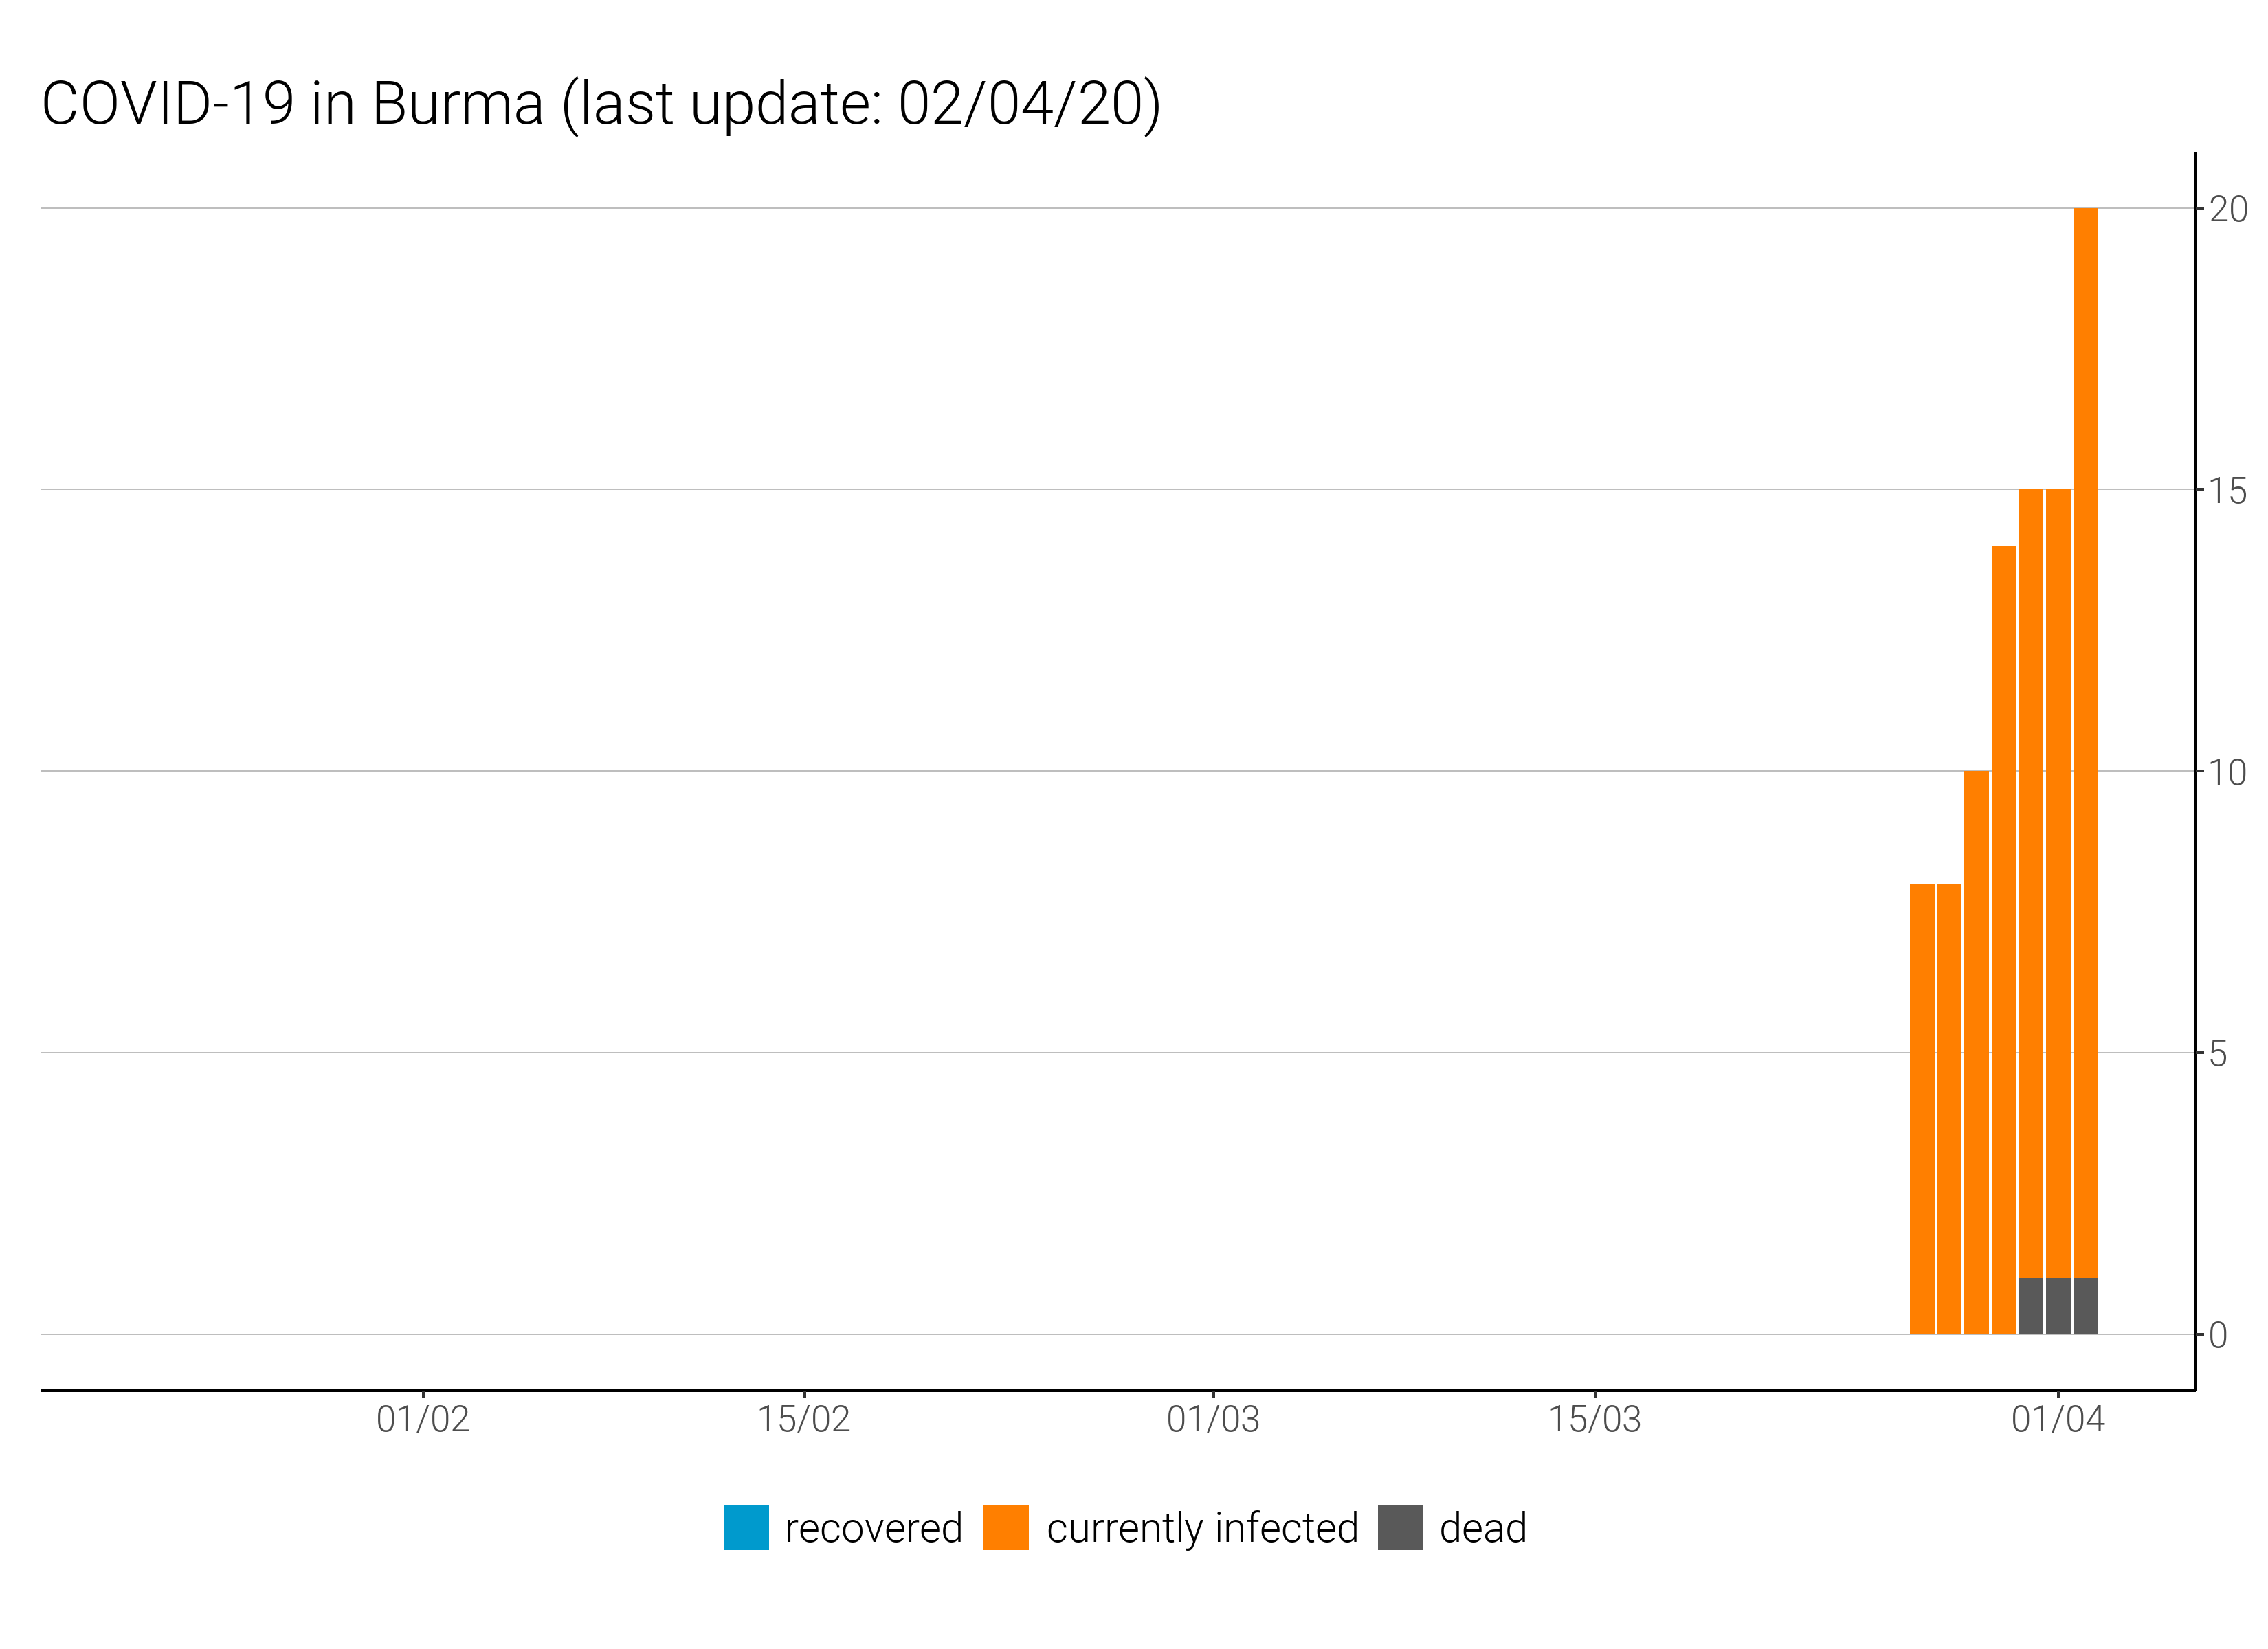 COVID-19 in Burma (last update: 02/04/20)
20
15
10
5
0
01/02 15/02 01/03 15/03 01/04
recovered currently infected dead